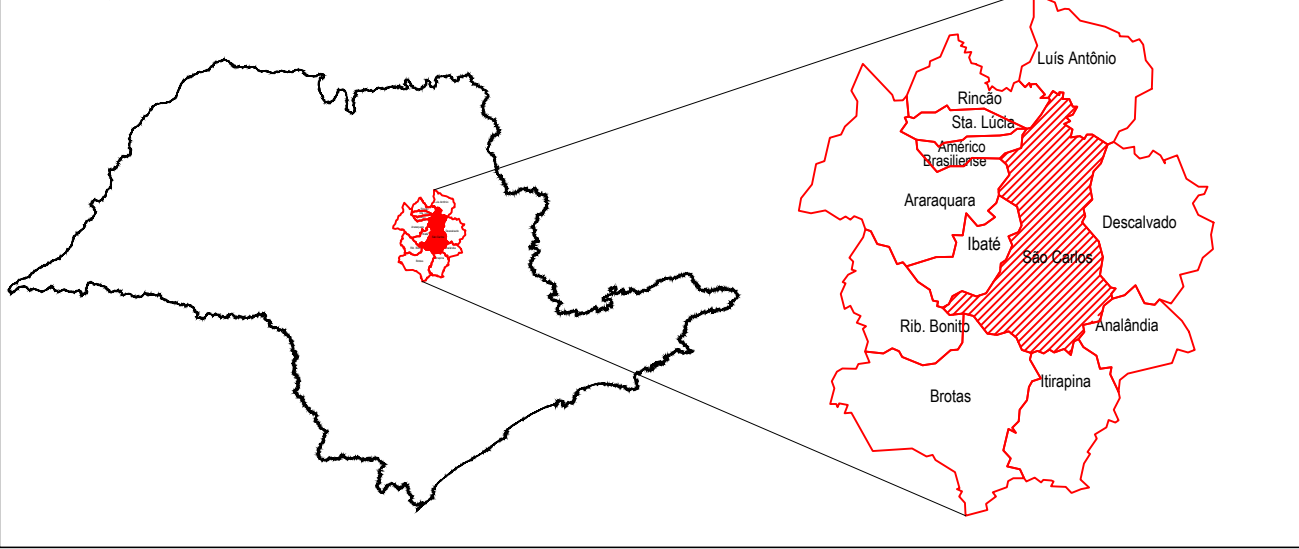 Luís Antônio
Rincão
Sta. Lúcia
Américo
Brasiliense
Araraquara
Descalvado
Ibaté
São Carlos
Rib. Bonito
Analândia
Itirapina
Brotas